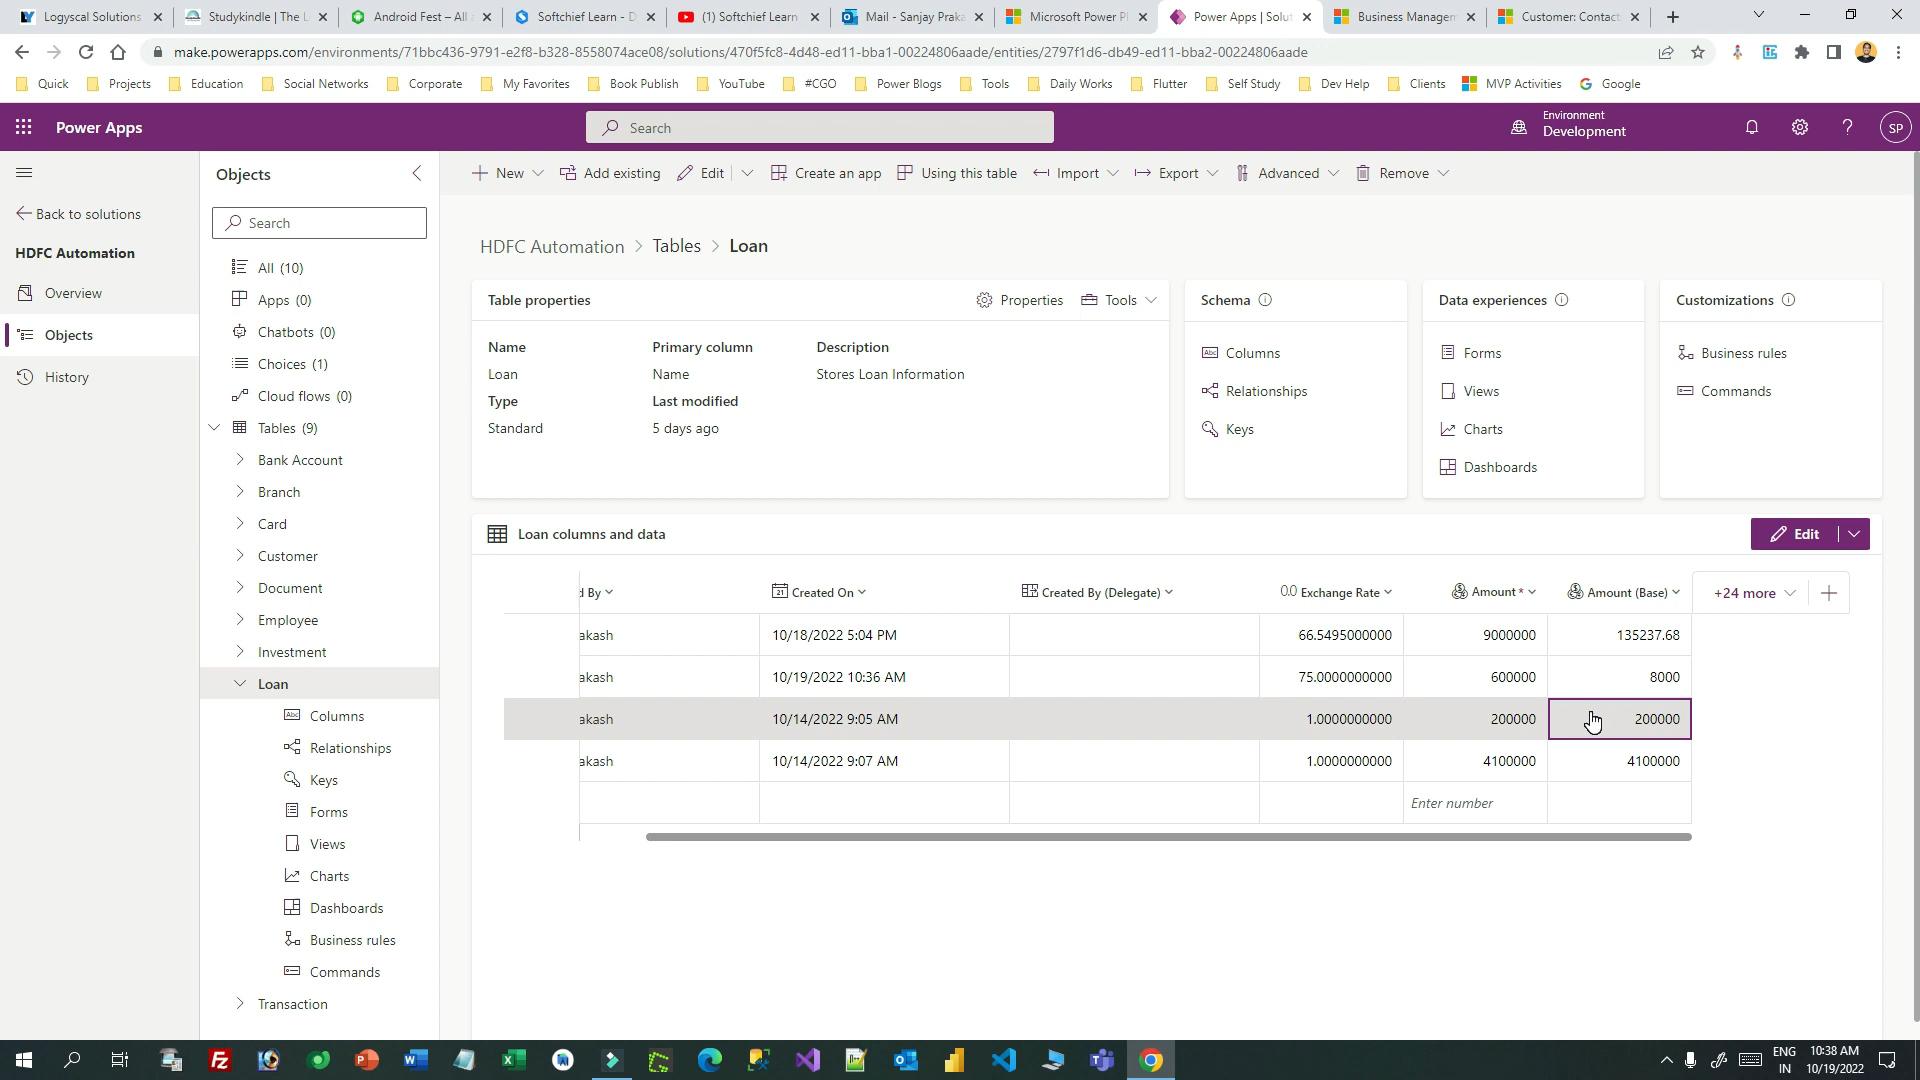 Logyscal Solutions
Studykindle | The L
Android Fest – All a
Softchief Learn - D
(1) Softchief Learn
Mail - Sanjay Praka
Microsoft Power Pl
Power Apps | Solut
Business Managem
Customer: Contact
make.powerapps.com/environments/71bbc436-9791-e2f8-b328-8558074ace08/solutions/470f5fc8-4d48-ed11-bba1-00224806aade/entities/2797f1d6-db49-ed11-bba2-00224806aade
Quick Projects Education Social Networks Corporate My Favorites Book Publish YouTube #CGO Power Blogs Tools Daily Works Flutter Self Study Dev Help Clients MVP Activities Google
Power Apps
Search
Environment
Development
SP
Back to solutions
HDFC Automation
Overview
Objects
History
Objects
Search
All (10)
Apps (0)
Chatbots (0)
Choices (1)
Cloud flows (0)
Tables (9)
Bank Account
Branch
Card
Customer
Document
Employee
Investment
Loan
Columns
Relationships
Keys
Forms
Views
Charts
Dashboards
Business rules
Commands
Transaction
New Add existing Edit Create an app Using this table Import Export Advanced Remove
HDFC Automation > Tables > Loan
Table properties
Properties
Tools
Name
Loan
Type
Standard
Primary column
Name
Last modified
5 days ago
Description
Stores Loan Information
Schema
Columns
Relationships
Keys
Data experiences
Forms
Views
Charts
Dashboards
Customizations
Business rules
Commands
Loan columns and data
Edit
d By Created On Created By (Delegate) Exchange Rate Amount * Amount (Base) +24 more
akash 10/18/2022 5:04 PM 66.5495000000 9000000 135237.68
akash 10/19/2022 10:36 AM 75.0000000000 600000 8000
akash 10/14/2022 9:05 AM 1.0000000000 200000 200000
akash 10/14/2022 9:07 AM 1.0000000000 4100000 4100000
Enter number
ENG
IN
10:38 AM
10/19/2022